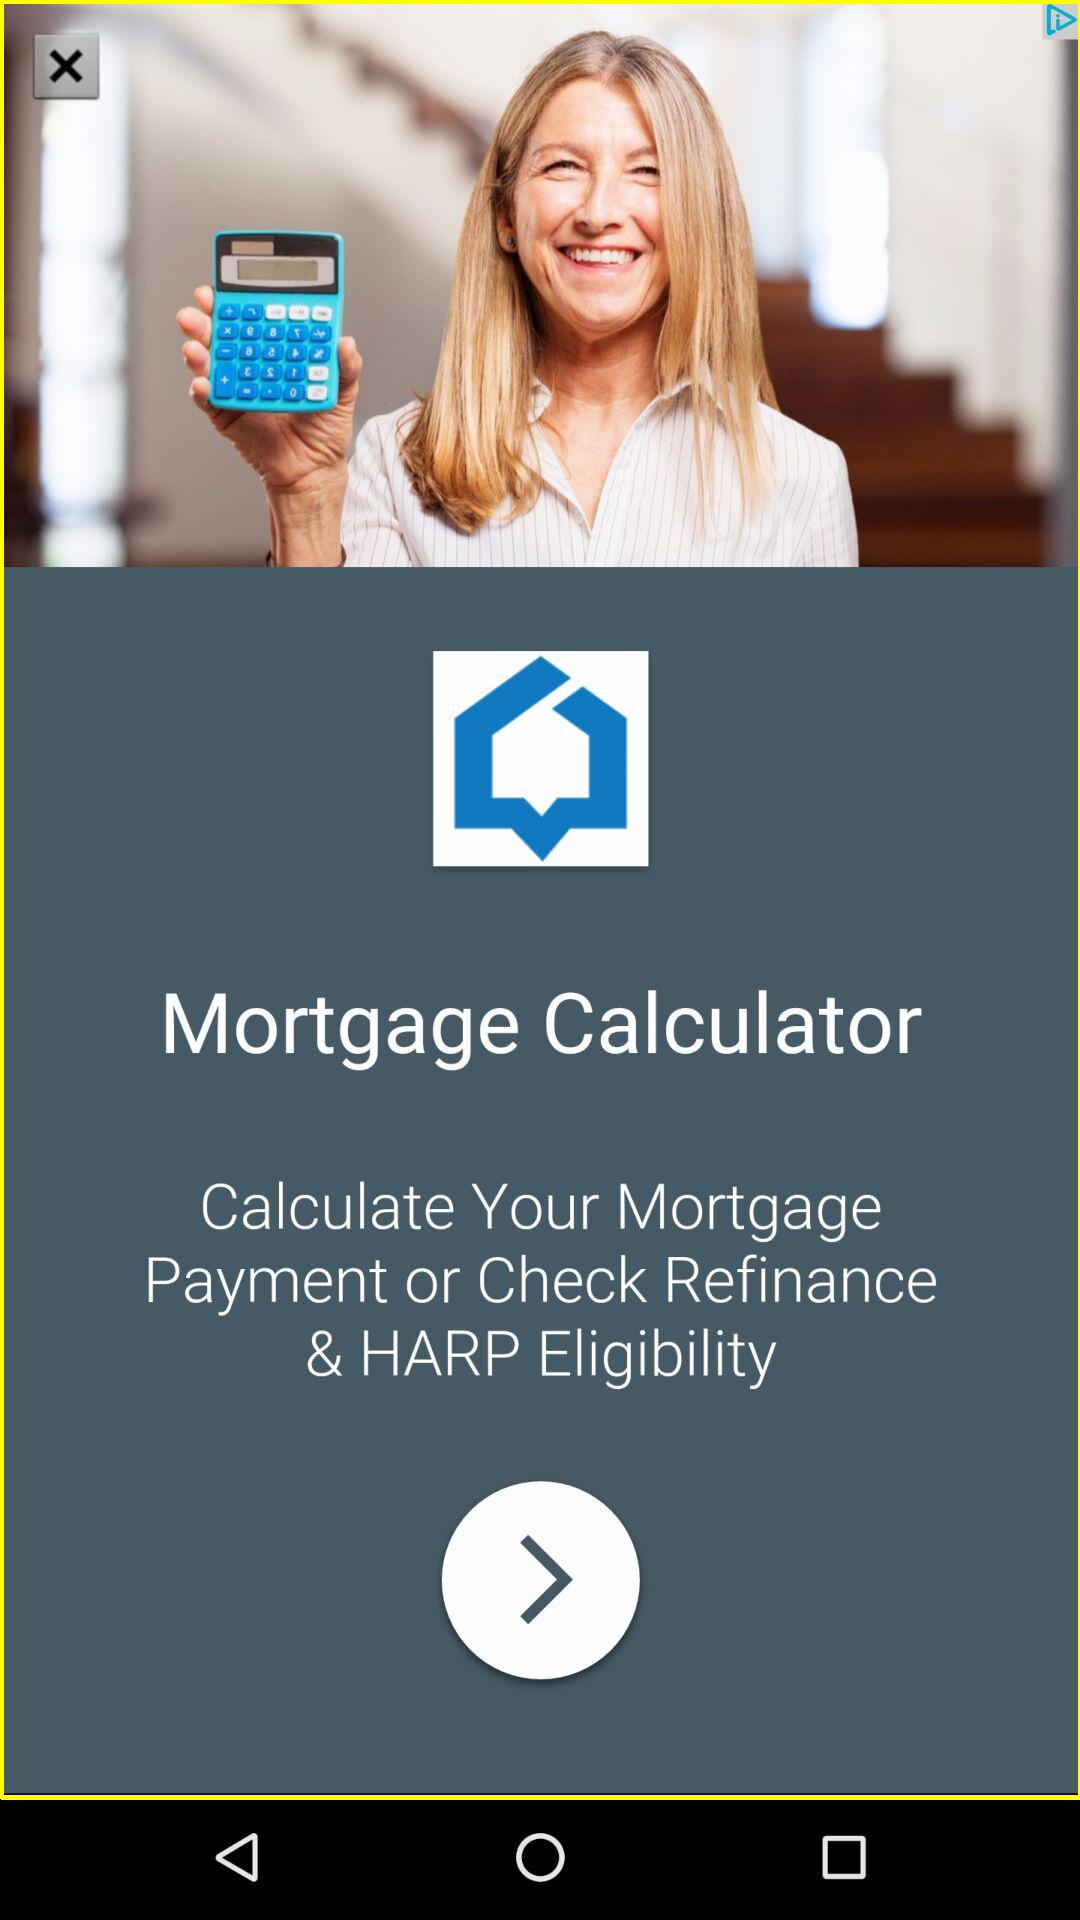 Mortgage Calculator
Calculate Your Mortgage
Payment or Check Refinance
& HARP Eligibility